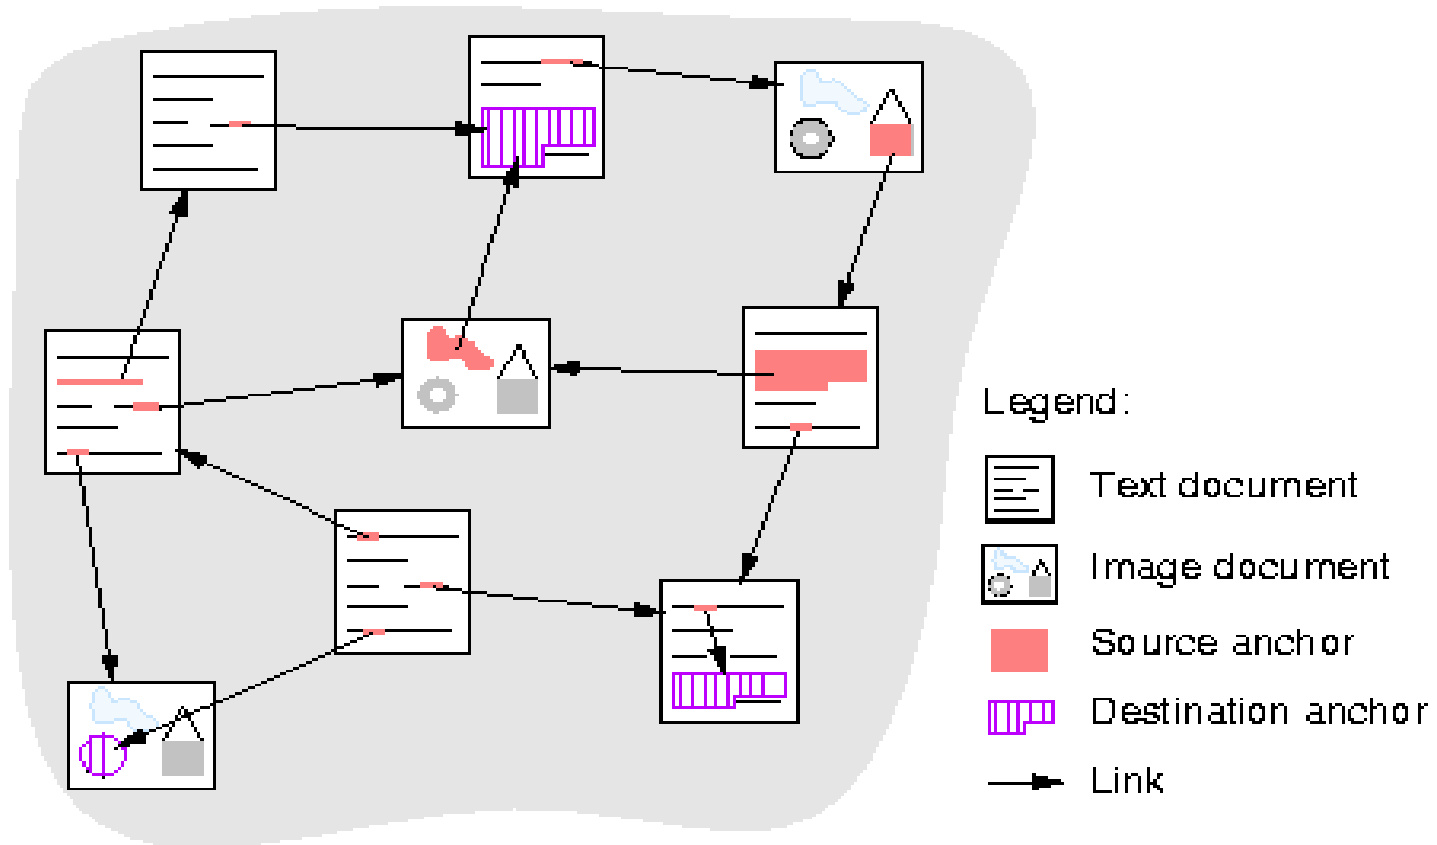 Legend:
Text document
Image document
Source anchor
Destination anchor
Link